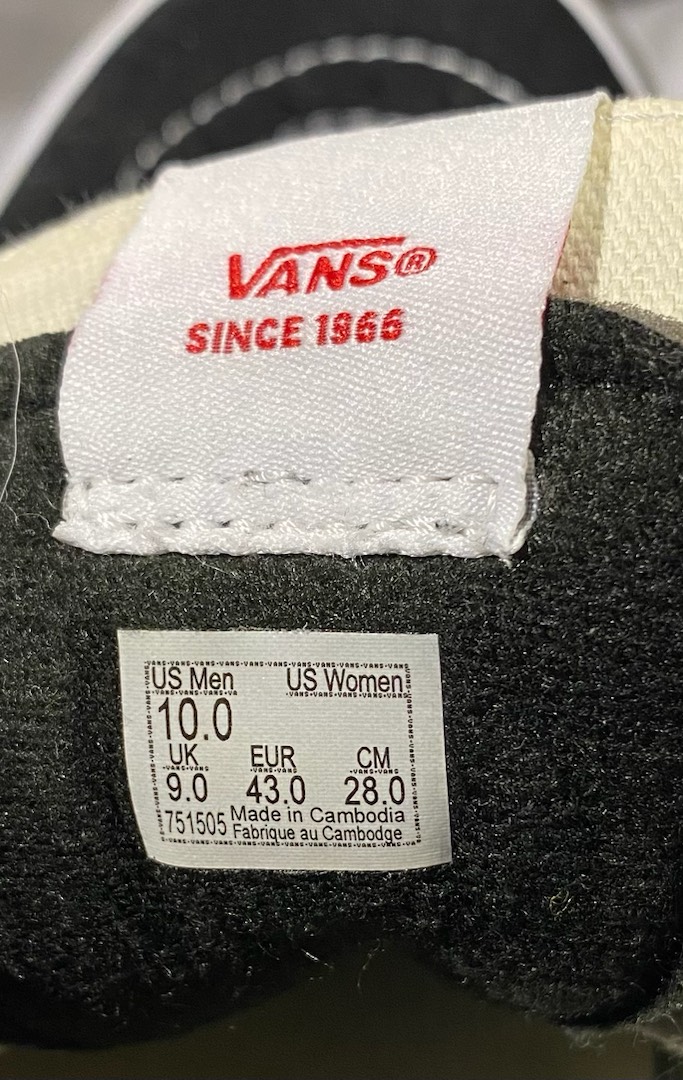 VANS®
SINCE 1966
US Men US Women
10.0
UK EUR CM
9.0 43.0 28.0
751505 Made in Cambodia
Fabrique au Cambodge